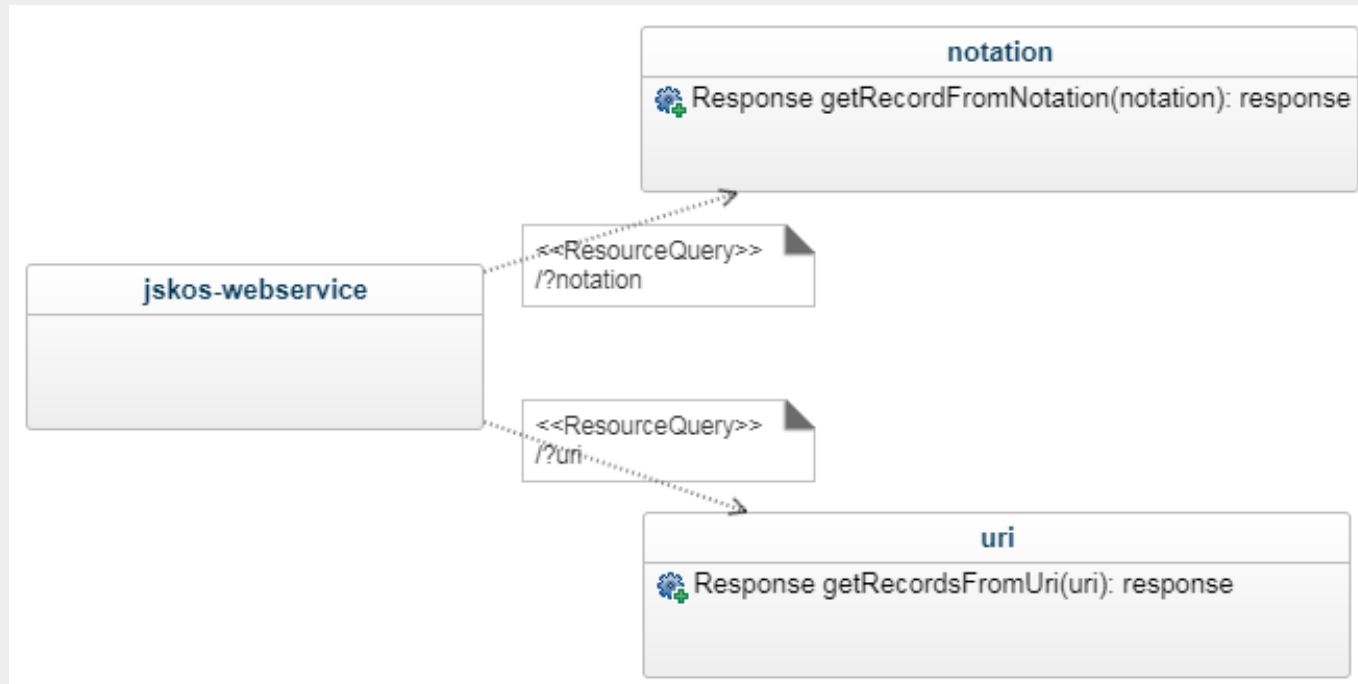 notation
Response getRecordFromNotation(notation): response
<<ResourceQuery>>
/?notation
jskos-webservice
<<ResourceQuery>>
/?uri
uri
Response getRecordsFromUri(uri): response